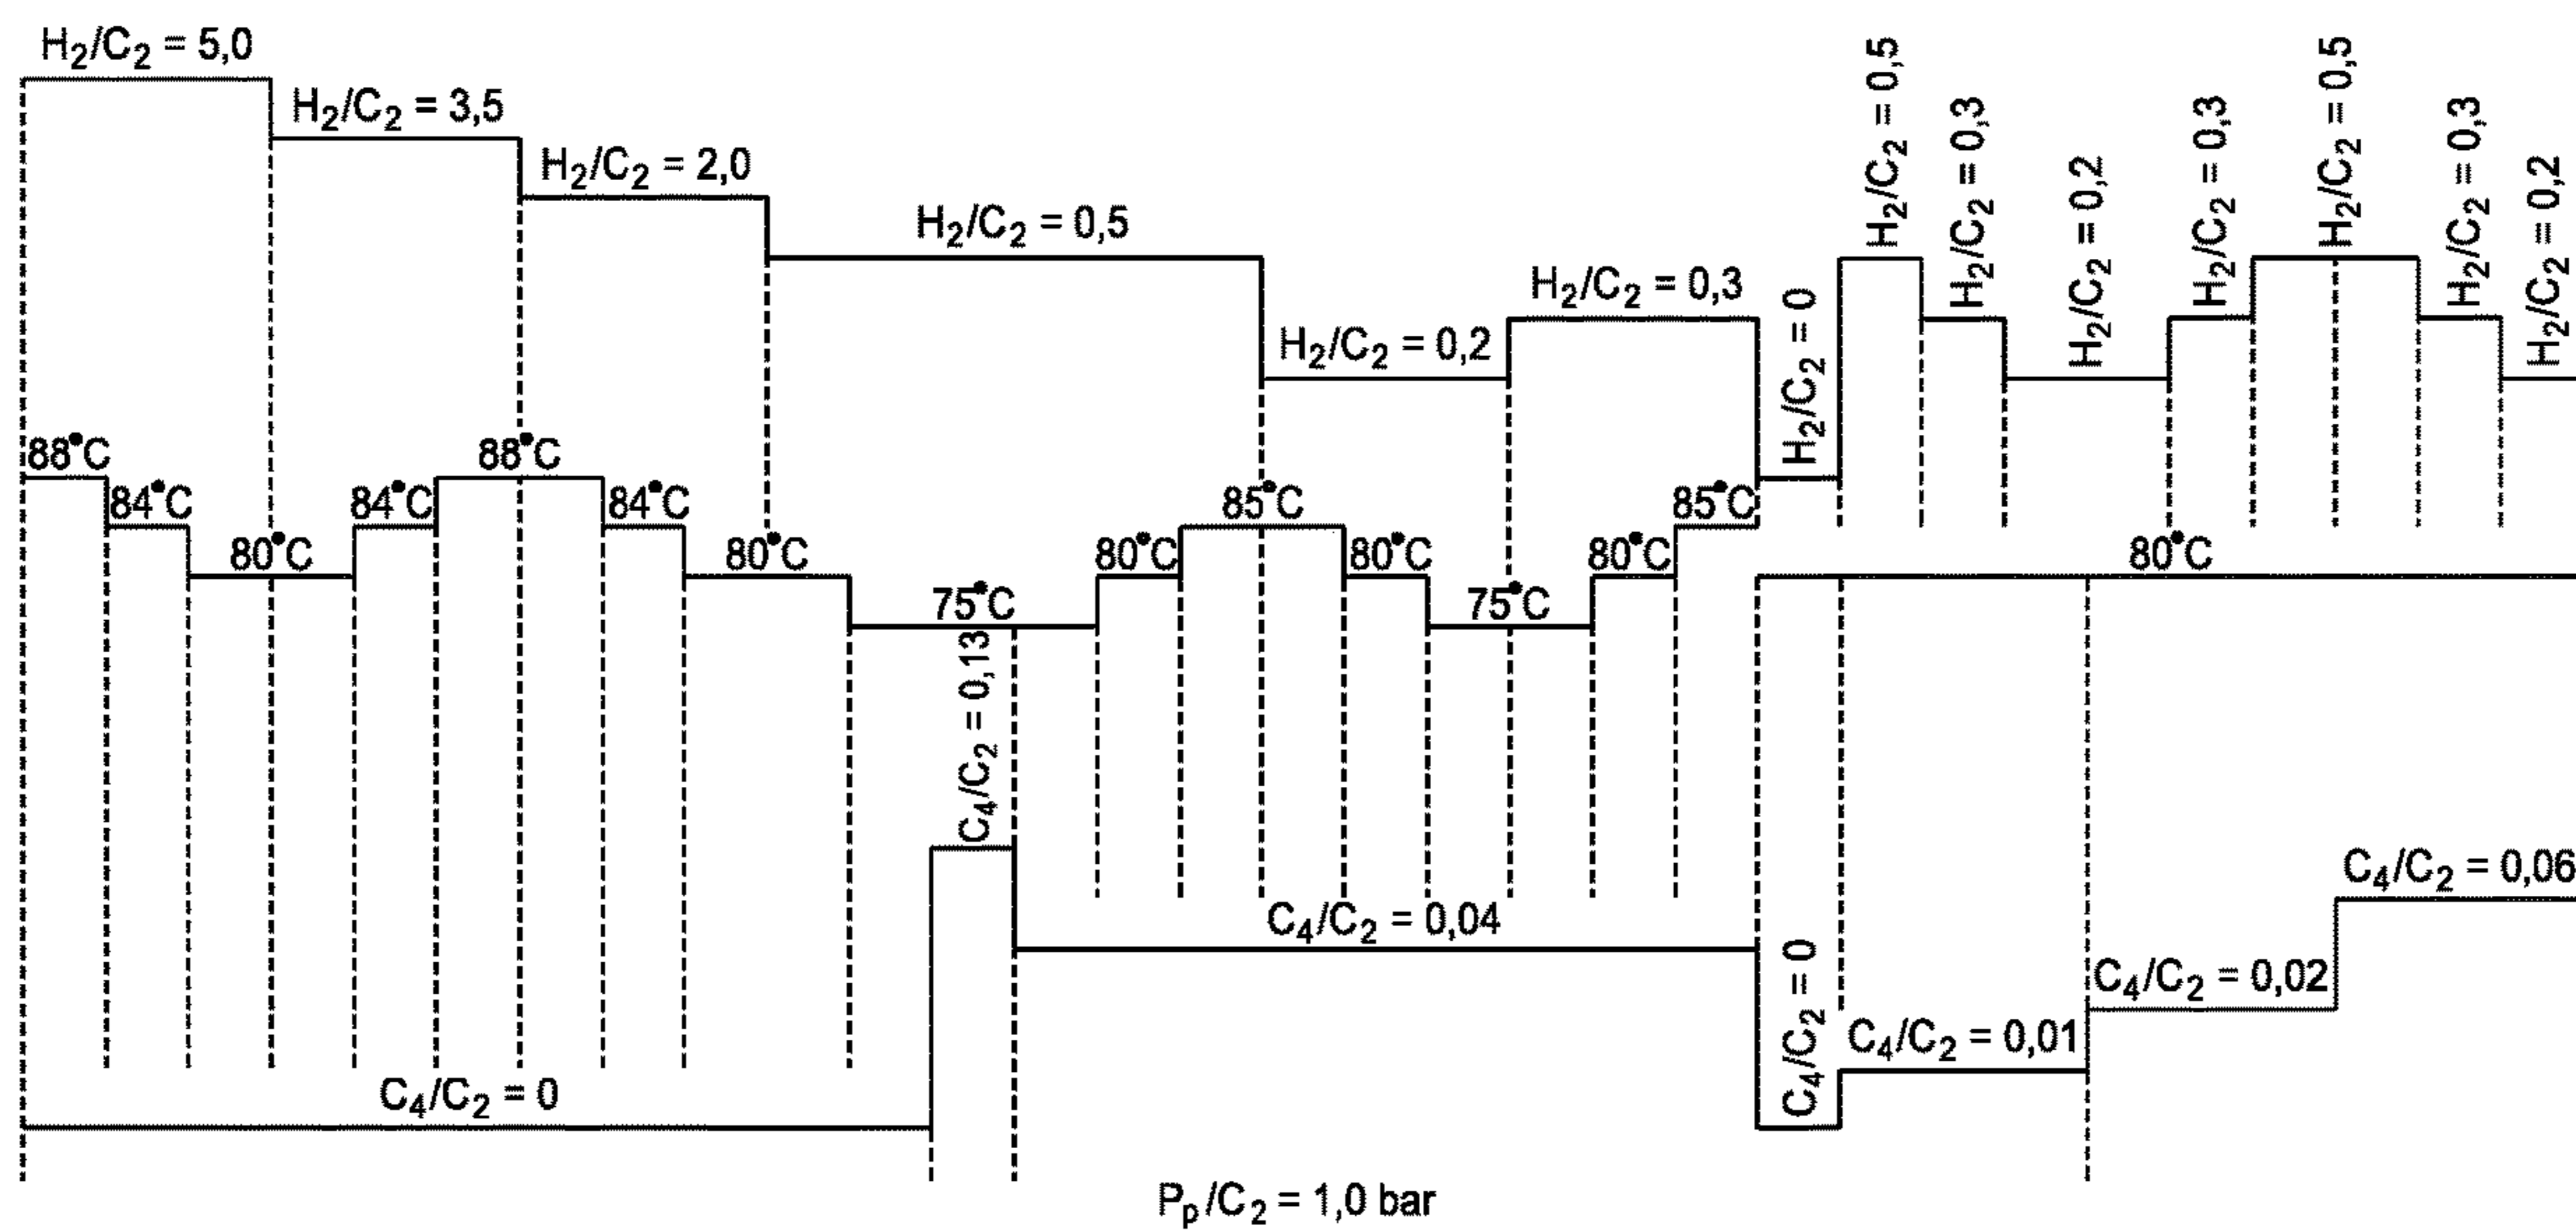 H₂/C₂ = 5,0
H₂/C₂ = 3,5
H₂/C₂ = 2,0
H₂/C₂ = 0,5
H₂/C₂ = 0,2
H₂/C₂ = 0,3
H₂/C₂ = 0
H₂/C₂ = 0,5
H₂/C₂ = 0,3
H₂/C₂ = 0,2
H₂/C₂ = 0,3
H₂/C₂ = 0,5
H₂/C₂ = 0,3
H₂/C₂ = 0,2
88°C
84°C
80°C
84°C
88°C
84°C
80°C
75°C
80°C
85°C
80°C
75°C
80°C
85°C
80°C
C₄/C₂ = 0
C₄/C₂ = 0,13
C₄/C₂ = 0,04
C₄/C₂ = 0
C₄/C₂ = 0,01
C₄/C₂ = 0,02
C₄/C₂ = 0,06
Pₚ/C₂ = 1,0 bar